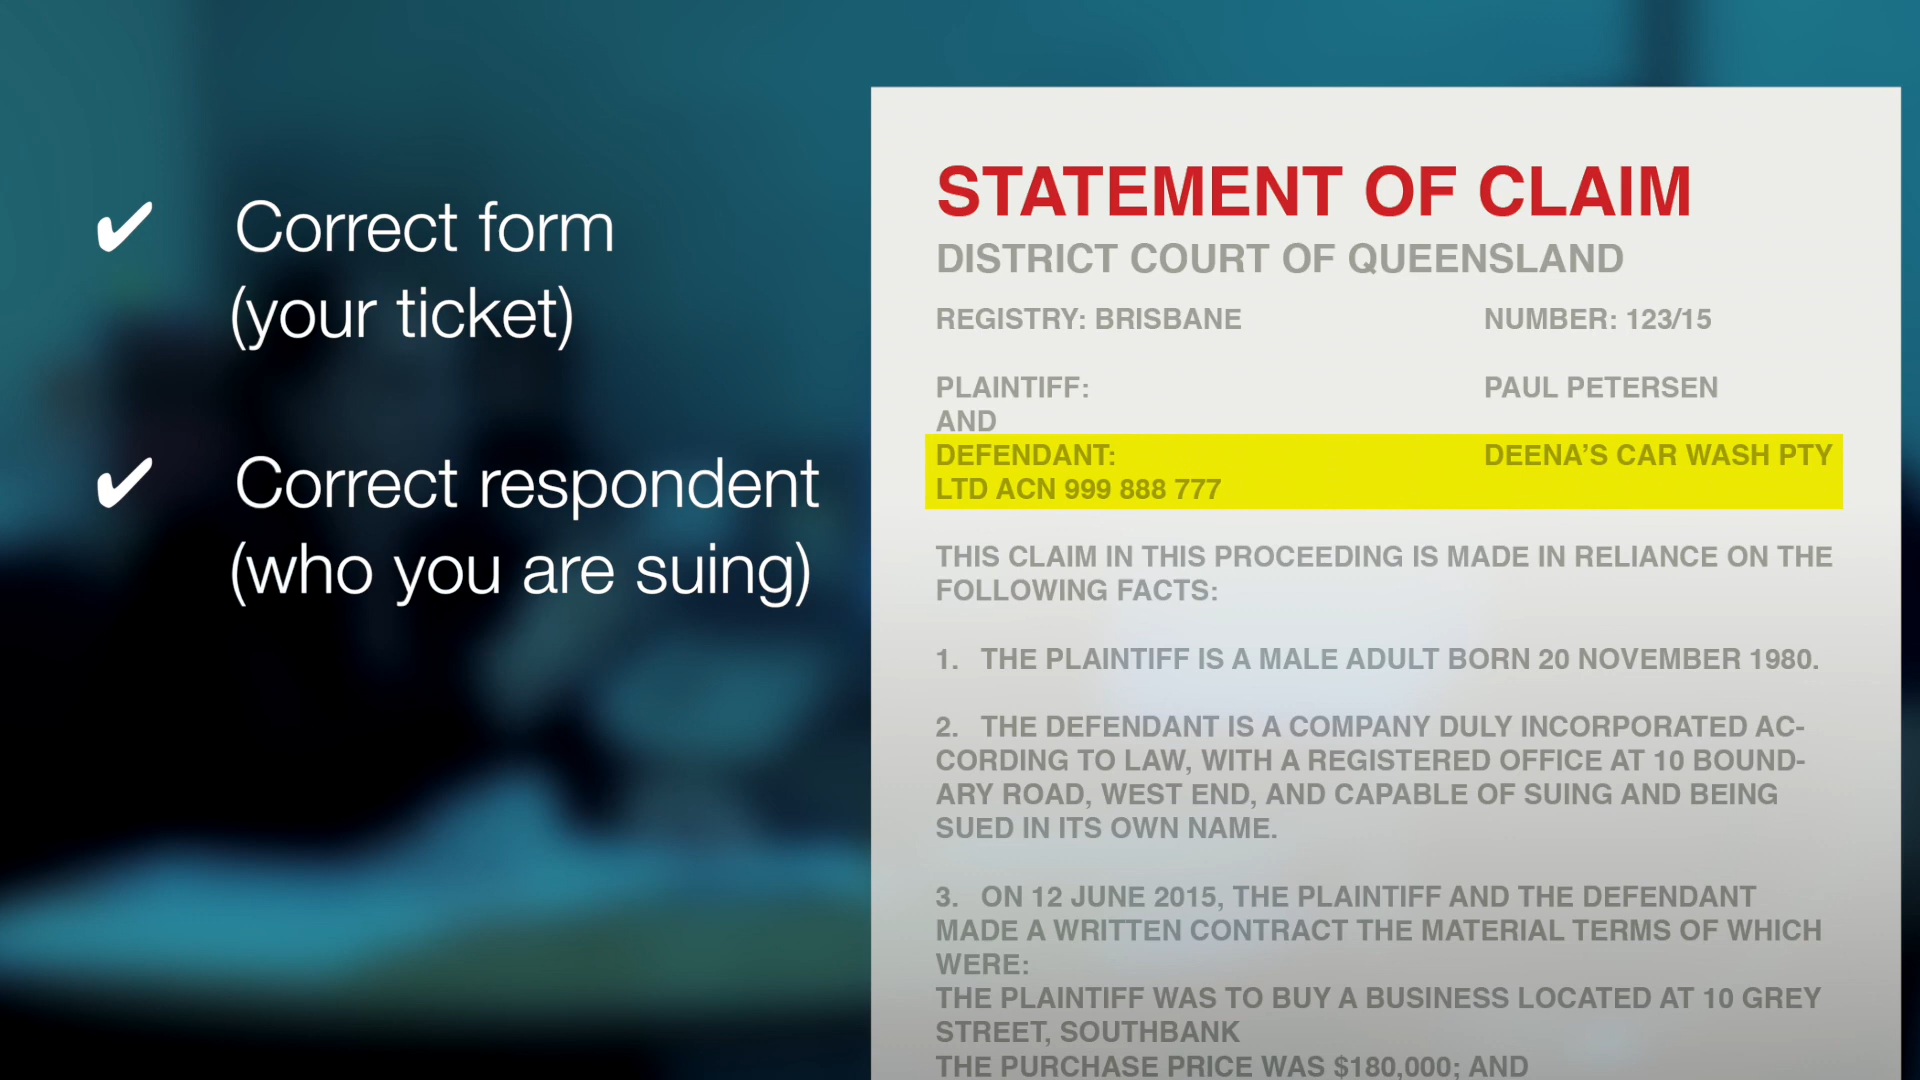 ✔ Correct form
(your ticket)
✔ Correct respondent
(who you are suing)
STATEMENT OF CLAIM
DISTRICT COURT OF QUEENSLAND
REGISTRY: BRISBANE NUMBER: 123/15
PLAINTIFF: PAUL PETERSEN
AND
DEFENDANT: DEENA’S CAR WASH PTY
LTD ACN 999 888 777
THIS CLAIM IN THIS PROCEEDING IS MADE IN RELIANCE ON THE
FOLLOWING FACTS:
1. THE PLAINTIFF IS A MALE ADULT BORN 20 NOVEMBER 1980.
2. THE DEFENDANT IS A COMPANY DULY INCORPORATED AC-
CORDING TO LAW, WITH A REGISTERED OFFICE AT 10 BOUND-
ARY ROAD, WEST END, AND CAPABLE OF SUING AND BEING
SUED IN ITS OWN NAME.
3. ON 12 JUNE 2015, THE PLAINTIFF AND THE DEFENDANT
MADE A WRITTEN CONTRACT THE MATERIAL TERMS OF WHICH
WERE:
THE PLAINTIFF WAS TO BUY A BUSINESS LOCATED AT 10 GREY
STREET, SOUTHBANK
THE PURCHASE PRICE WAS $180,000; AND